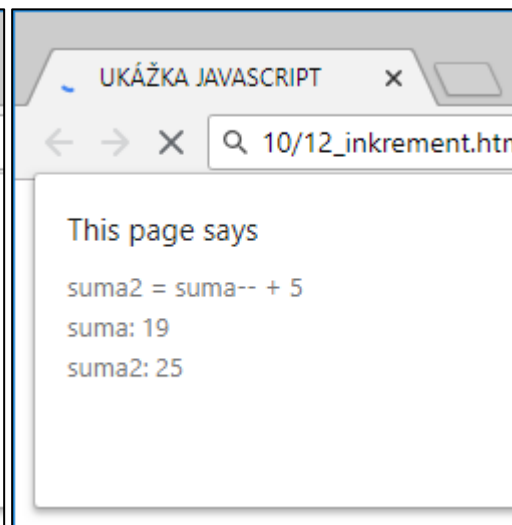 UKÁŽKA JAVASCRIPT
10/12_inkrement.htm
This page says
suma2 = suma-- + 5
suma: 19
suma2: 25